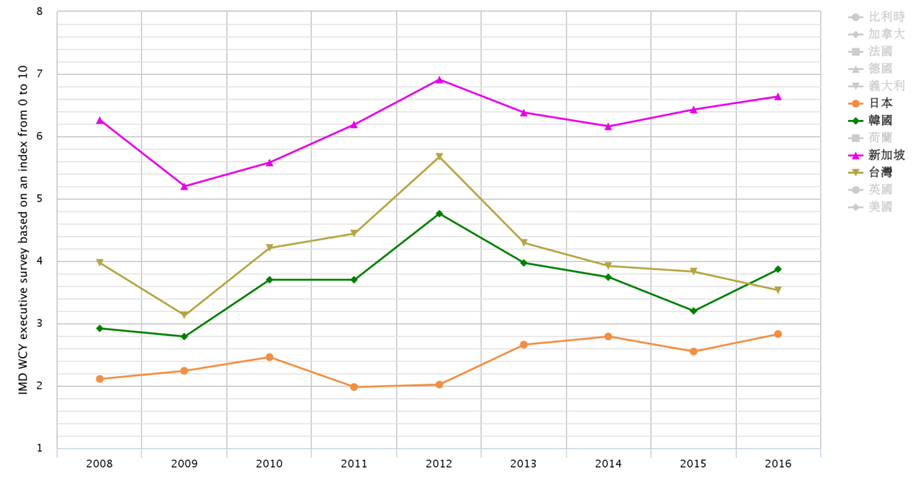 8
7
6
5
4
3
2
1
IMD WCY executive survey based on an index from 0 to 10
2008 2009 2010 2011 2012 2013 2014 2015 2016
比利時
加拿大
法國
德國
義大利
日本
韓國
荷蘭
新加坡
台灣
英國
美國